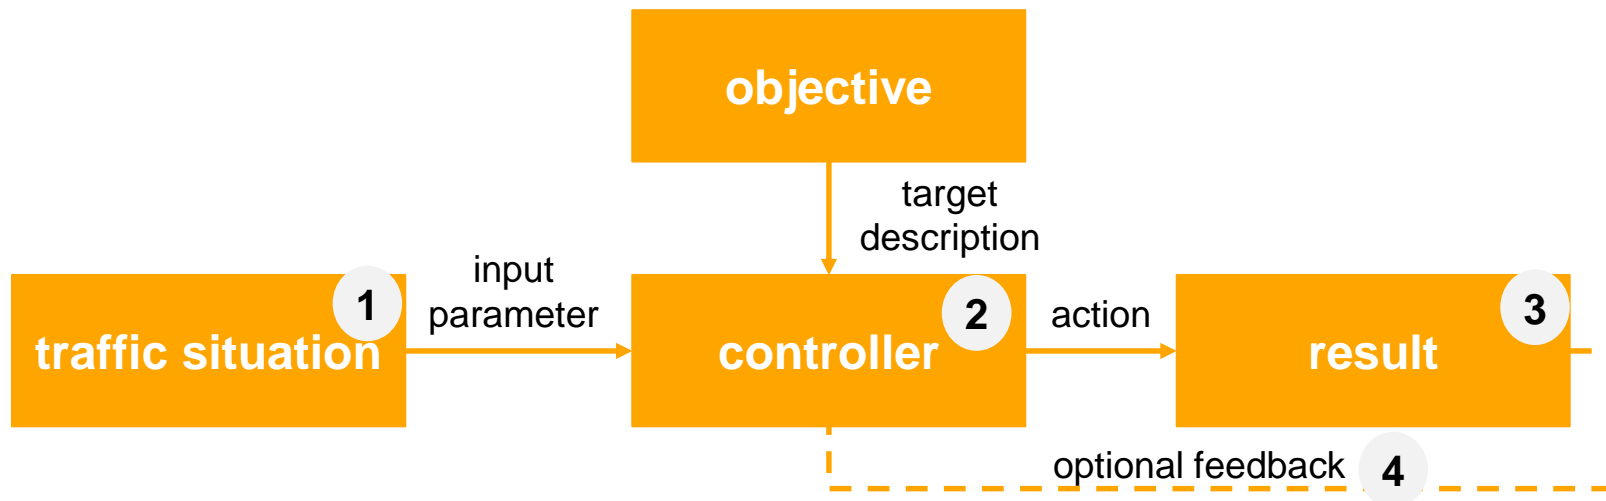 objective
target
description
input
parameter
1
traffic situation
2
controller
action
3
result
optional feedback
4